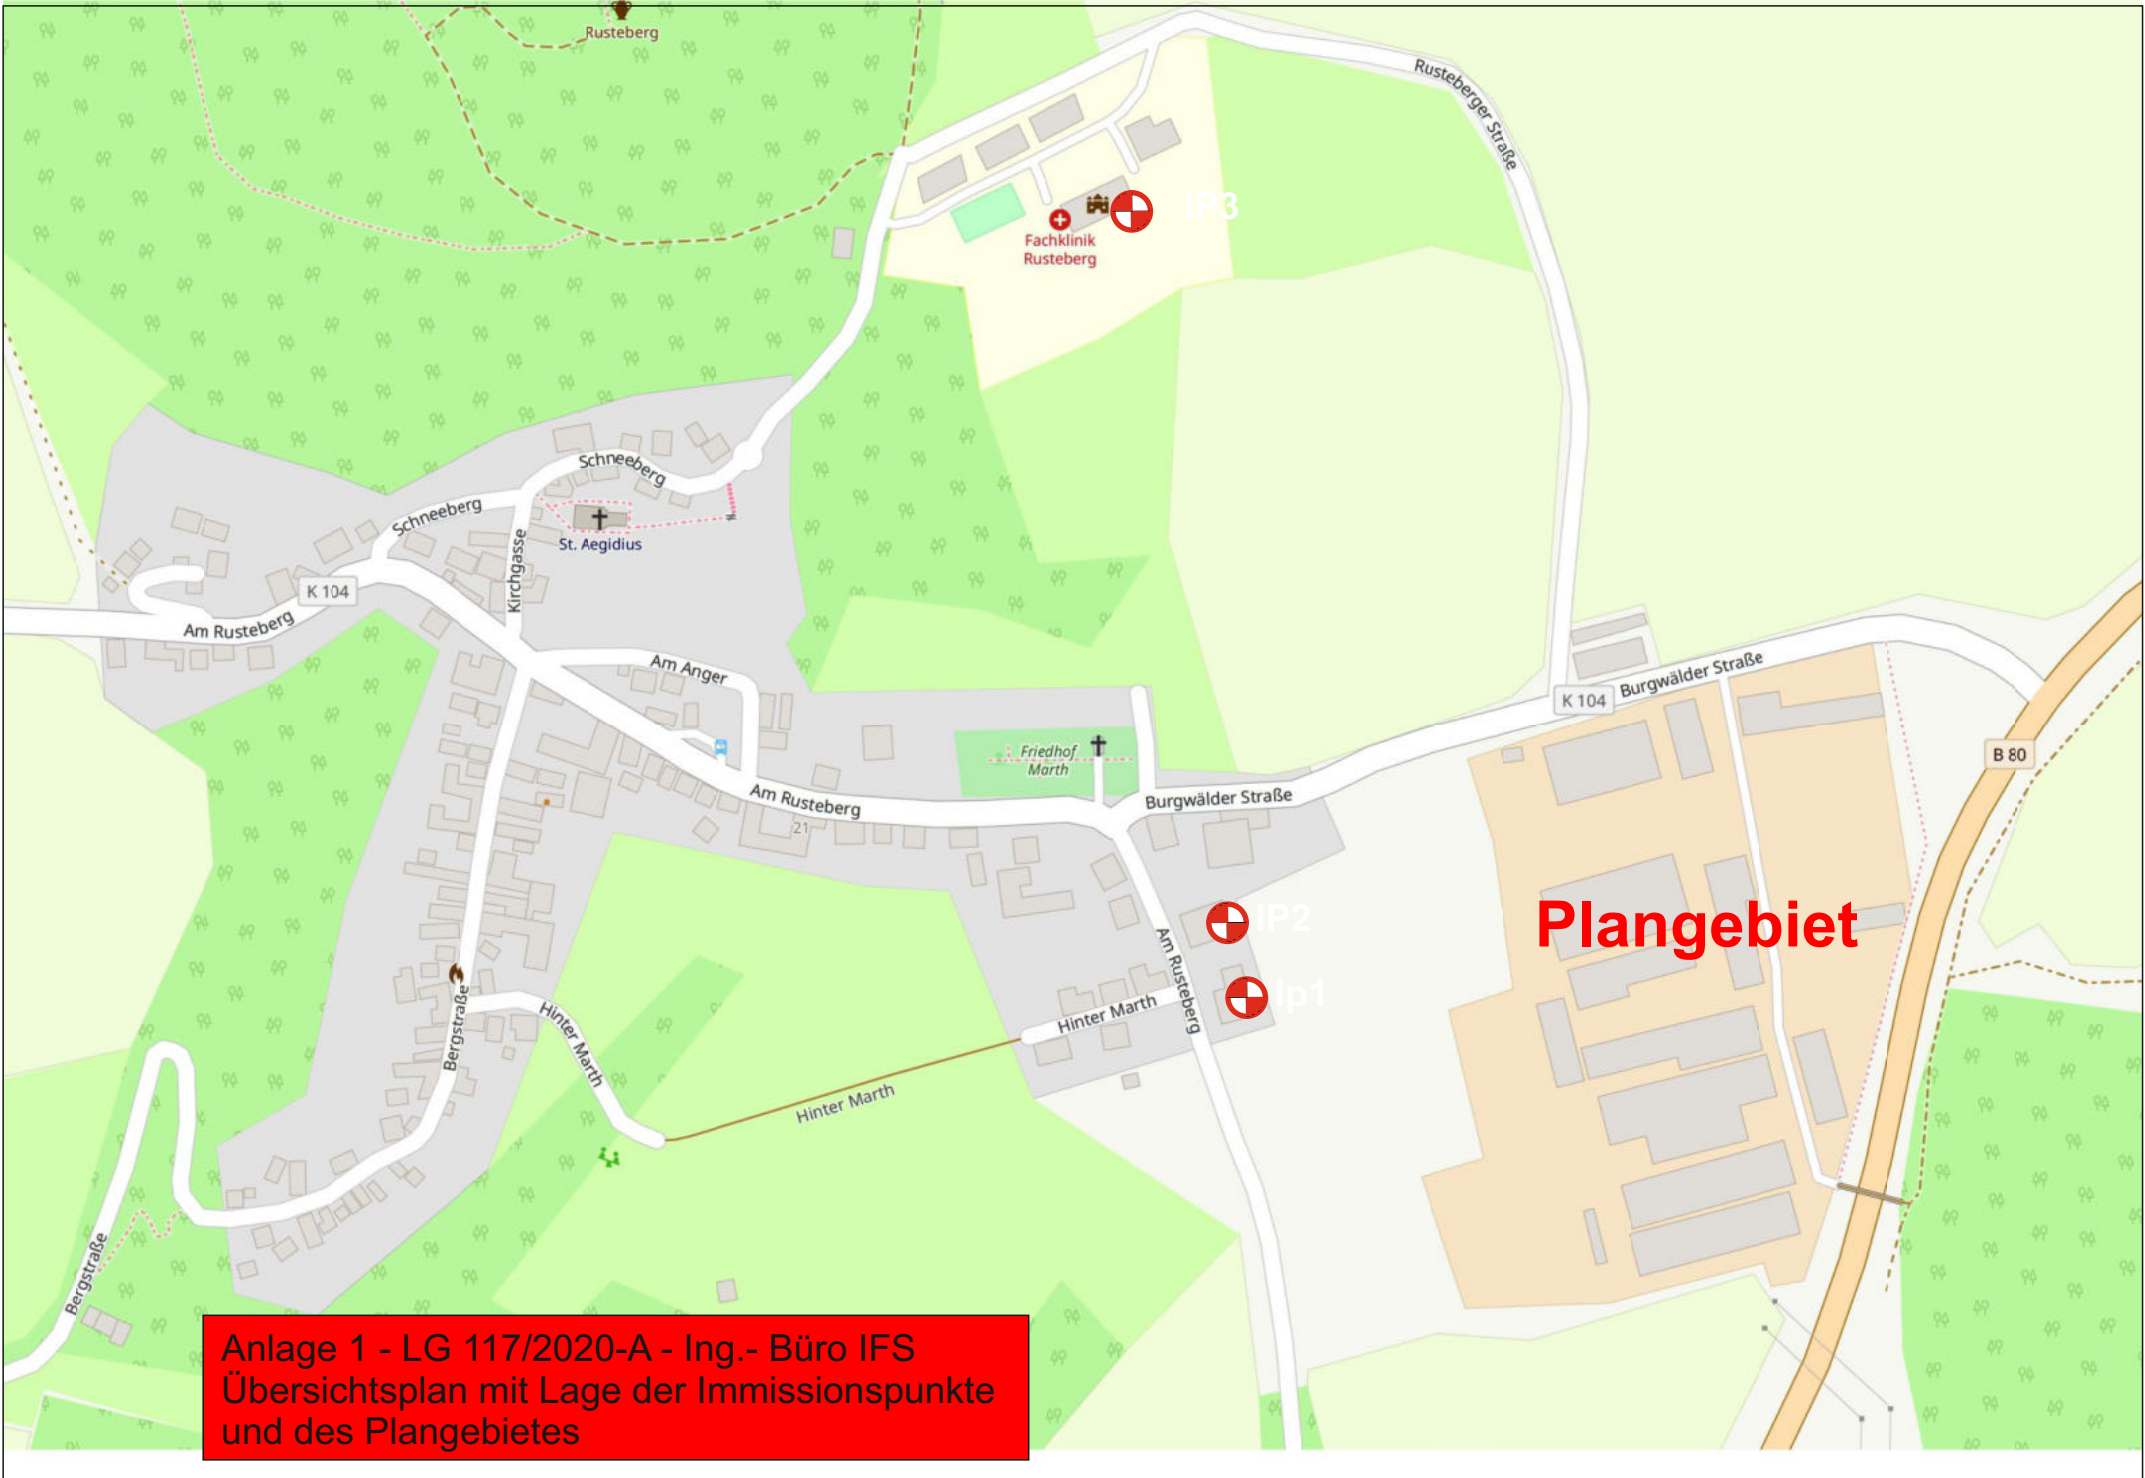 Rusteberg
Rusteberger Straße
IP3
Fachklinik
Rusteberg
Schneeberg
Schneeberg
St. Aegidius
Kirchgasse
K 104
Am Rusteberg
Am Anger
Burgwälder Straße
K 104
B 80
Friedhof
Marth
Am Rusteberg
21
Burgwälder Straße
IP2
Plangebiet
Am Rusteberg
Ip1
Hinter Marth
Bergstraße
Hinter Marth
Hinter Marth
Bergstraße
Anlage 1 - LG 117/2020-A - Ing.- Büro IFS
Übersichtsplan mit Lage der Immissionspunkte
und des Plangebietes